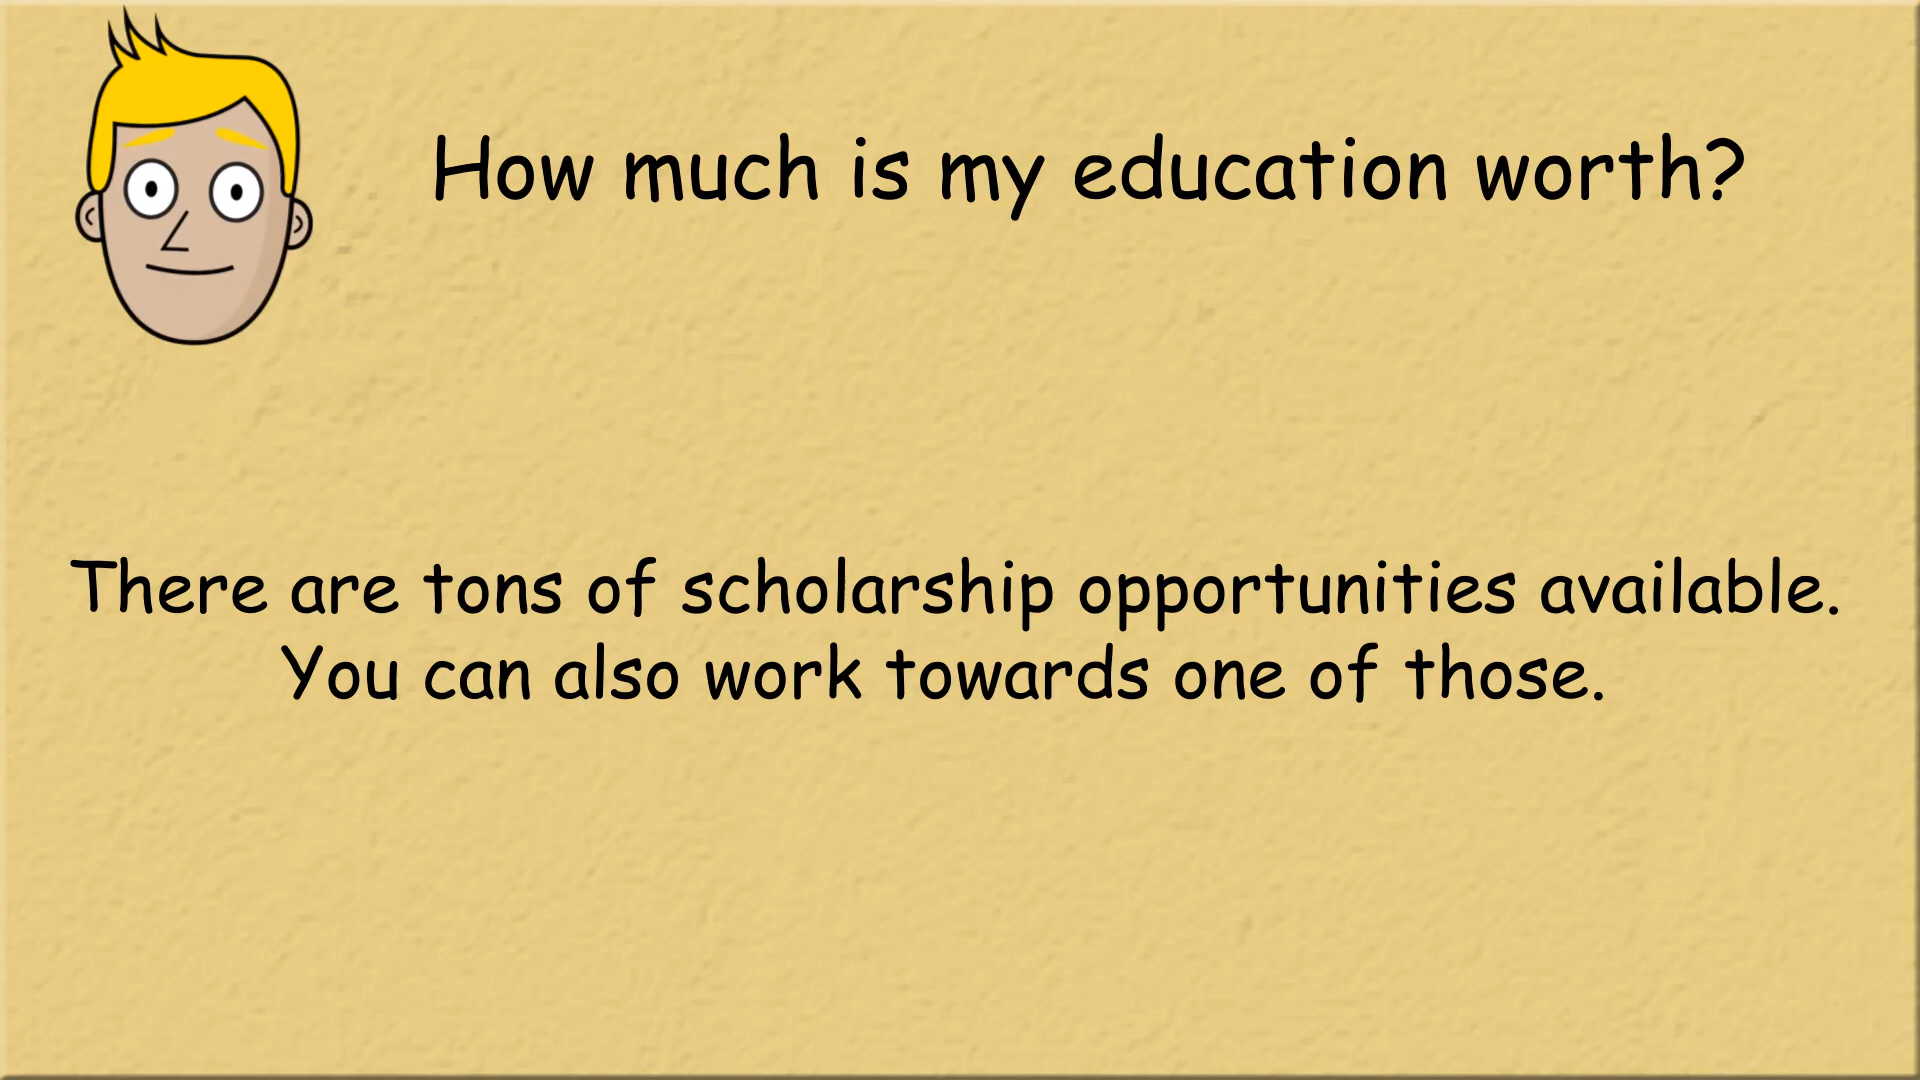 How much is my education worth?
There are tons of scholarship opportunities available.
You can also work towards one of those.